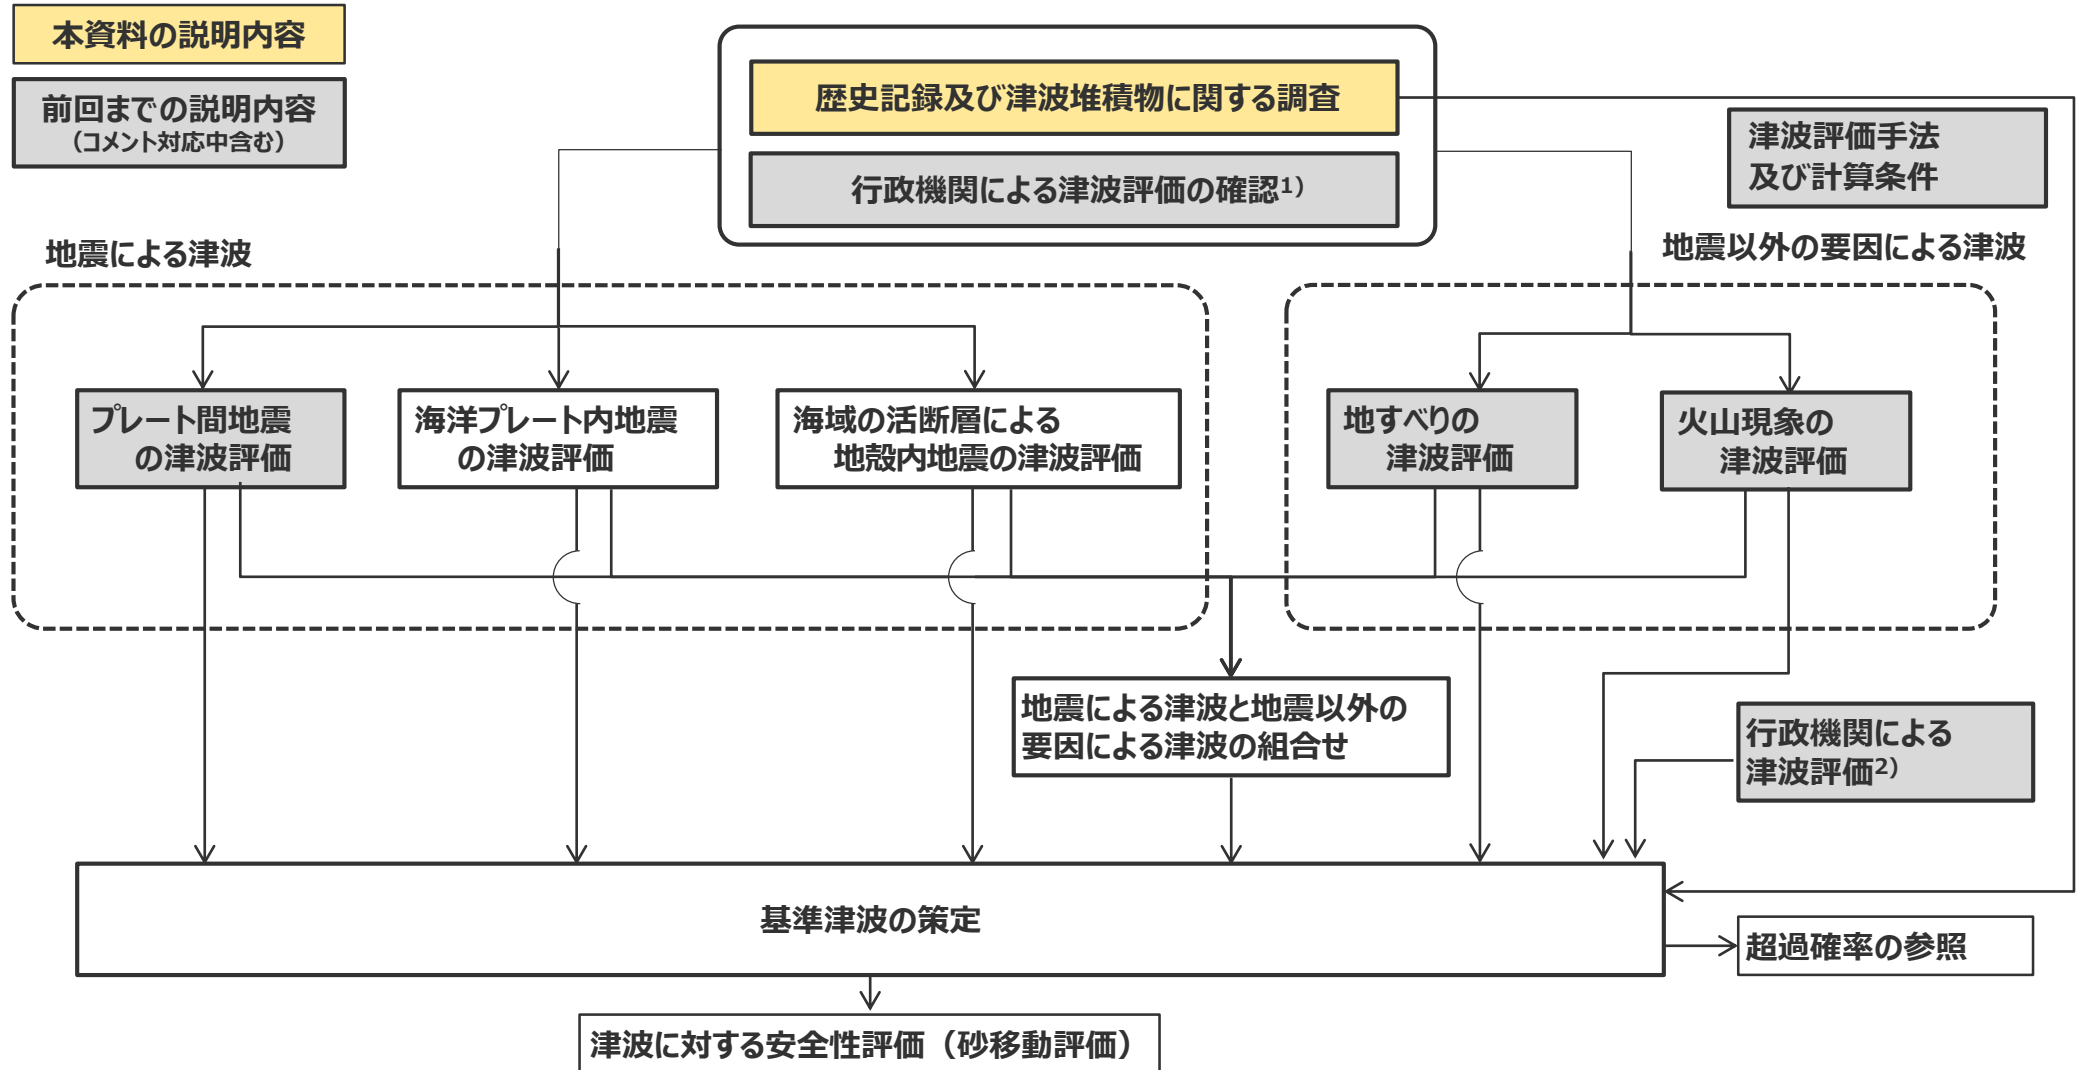 本資料の説明内容
前回までの説明内容
（コメント対応中含む）
歴史記録及び津波堆積物に関する調査
行政機関による津波評価の確認1）
津波評価手法
及び計算条件
地震による津波
地震以外の要因による津波
プレート間地震
の津波評価
海洋プレート内地震
の津波評価
海域の活断層による
地殻内地震の津波評価
地すべりの
津波評価
火山現象の
津波評価
地震による津波と地震以外の
要因による津波の組合せ
行政機関による
津波評価2）
基準津波の策定
超過確率の参照
津波に対する安全性評価（砂移動評価）